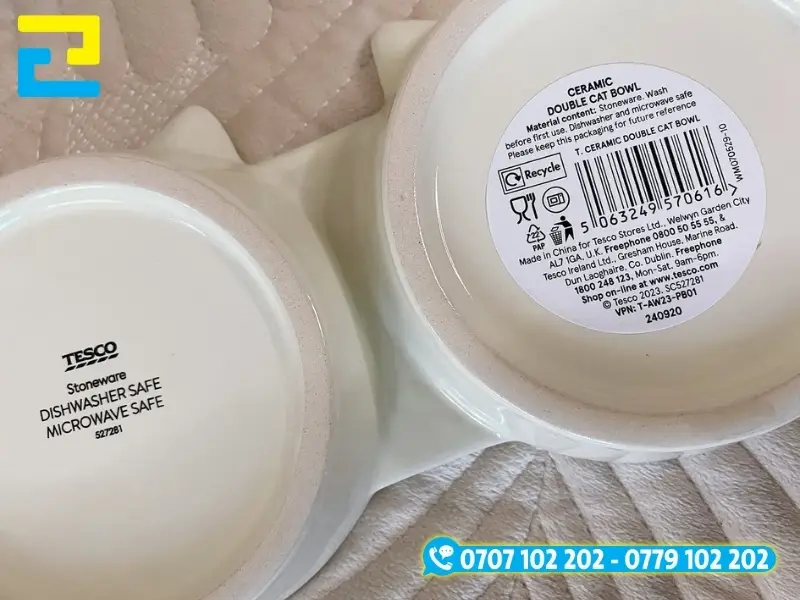 CERAMIC
DOUBLE CAT BOWL
Material content: Stoneware. Wash
before first use. Dishwasher and microwave safe
Please keep this packaging for future reference
T. CERAMIC DOUBLE CAT BOWL
WM070529-10
Recycle
5 063249 570616 >
22
PAP
Made in China for Tesco Stores Ltd., Welwyn Garden City
AL7 1GA, U.K. Freephone 0800 50 55 55, &
Tesco Ireland Ltd., Gresham House, Marine Road,
Dun Laoghaire, Co. Dublin. Freephone
1800 248 123, Mon-Sat, 9am-6pm.
Shop on-line at www.tesco.com
© Tesco 2023. SC527281
VPN: T-AW23-PB01
240920
TESCO
Stoneware
DISHWASHER SAFE
MICROWAVE SAFE
527281
0707 102 202 - 0779 102 202